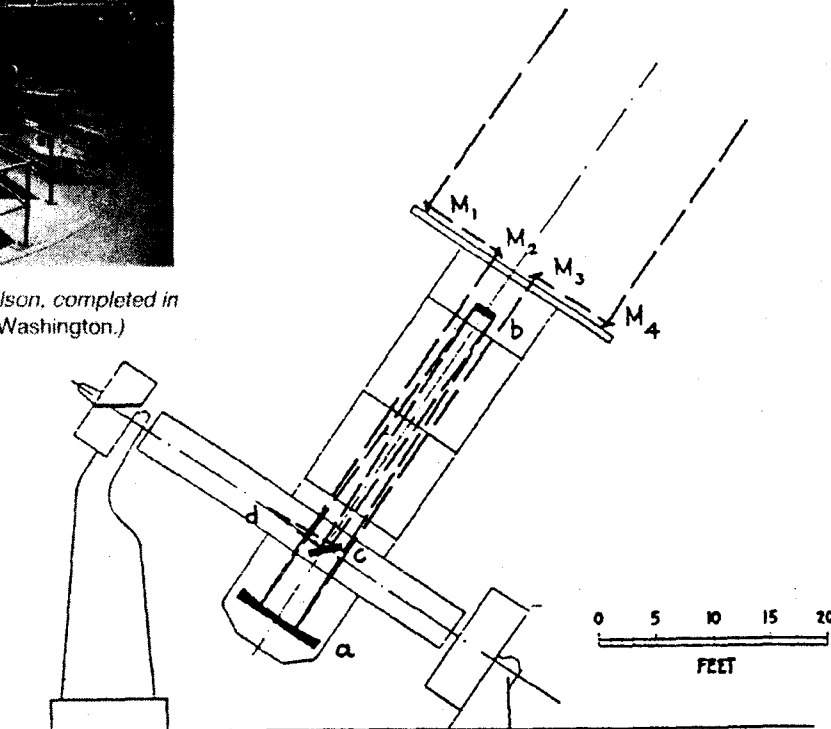 lson, completed in
Washington.)
M₁
M₂
M₃
M₄
b
d
c
a
0 5 10 15 20
FEET